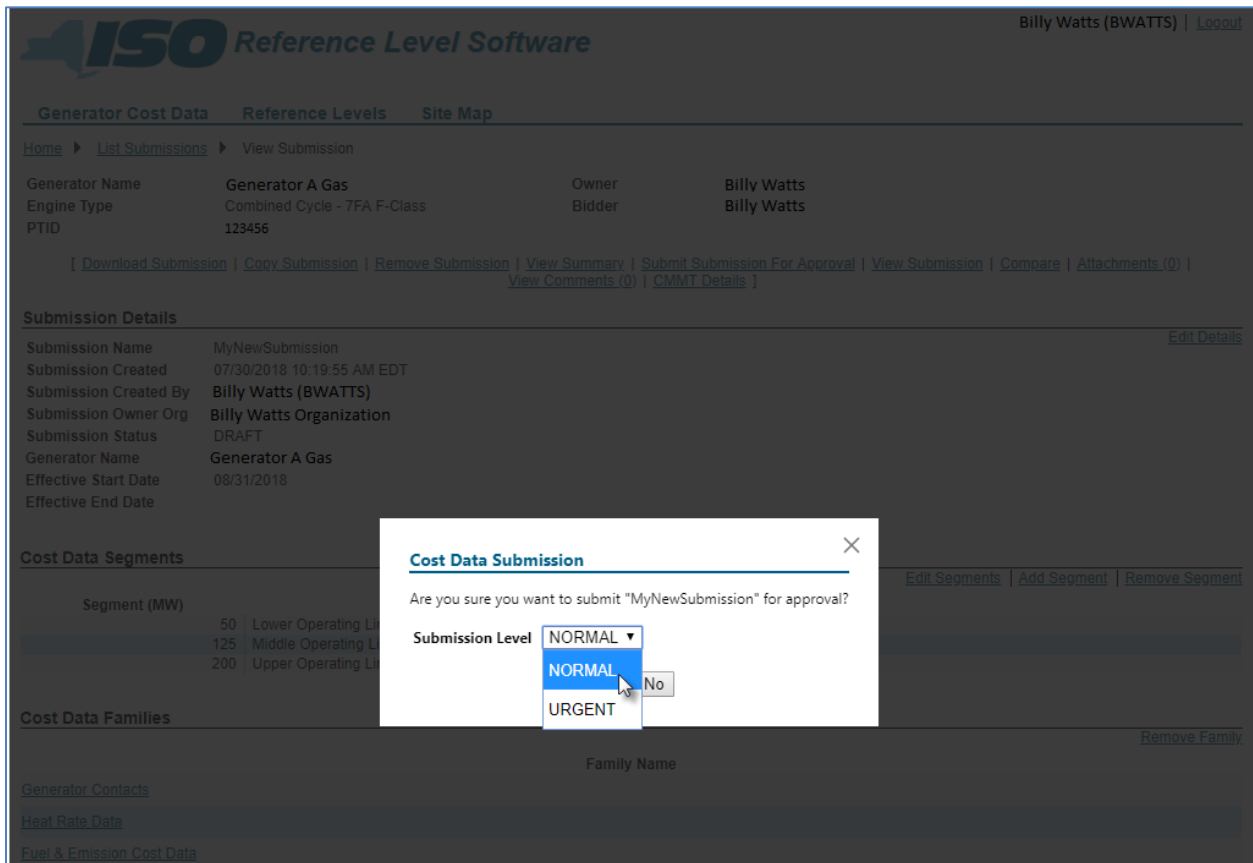 Billy Watts (BWATTS) | Logout
ISO Reference Level Software
Generator Cost Data Reference Levels Site Map
Home List Submissions View Submission
Generator Name Generator A Gas Owner Billy Watts
Engine Type Combined Cycle - 7FA F-Class Bidder Billy Watts
PTID 123456
[ Download Submission | Copy Submission | Remove Submission | View Summary | Submit Submission For Approval | View Submission | Compare | Attachments (0) |
View Comments (0) | CMMT Details ]
Submission Details
Edit Details
Submission Name MyNewSubmission
Submission Created 07/30/2018 10:19:55 AM EDT
Submission Created By Billy Watts (BWATTS)
Submission Owner Org Billy Watts Organization
Submission Status DRAFT
Generator Name Generator A Gas
Effective Start Date 08/31/2018
Effective End Date
Cost Data Segments
Edit Segments | Add Segment | Remove Segment
Segment (MW)
50 Lower Operating Li
125 Middle Operating L
200 Upper Operating Li
Cost Data Submission
Are you sure you want to submit "MyNewSubmission" for approval?
Submission Level NORMAL
NORMAL
No
URGENT
Cost Data Families
Remove Family
Family Name
Generator Contacts
Heat Rate Data
Fuel & Emission Cost Data